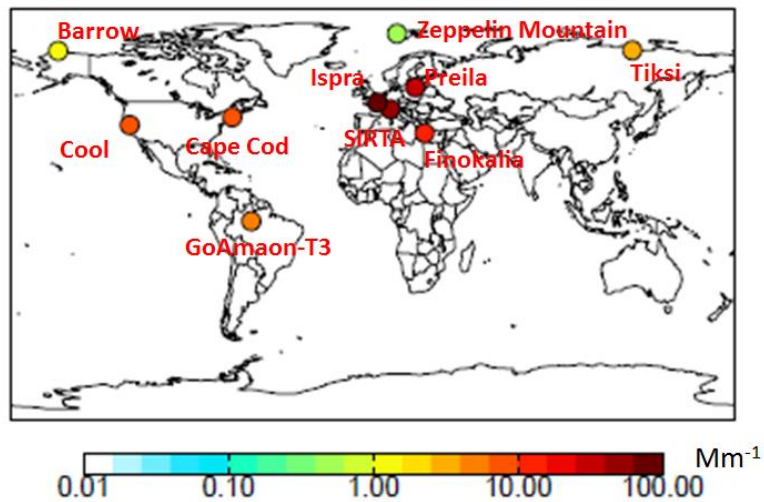 Barrow
Zeppelin Mountain
Ispra
Preila
Tiksi
Cool
Cape Cod
SIRTA
Finokalia
GoAmaon-T3
Mm-1
0.01 0.10 1.00 10.00 100.00